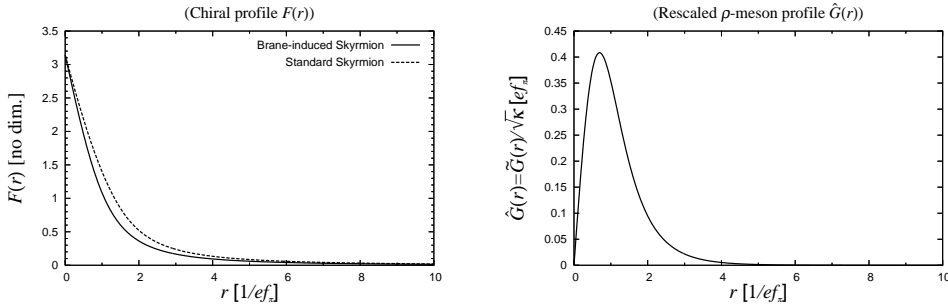 (Chiral profile F(r))
3.5
3
2.5
2
1.5
1
0.5
0
F(r) [no dim.]
Brane-induced Skyrmion
Standard Skyrmion
0 2 4 6 8 10
r [1/efπ]
(Rescaled ρ-meson profile Ĝ(r))
0.45
0.4
0.35
0.3
0.25
0.2
0.15
0.1
0.05
0
Ĝ(r)=G̃(r)/√κ [efπ]
0 2 4 6 8 10
r [1/efπ]